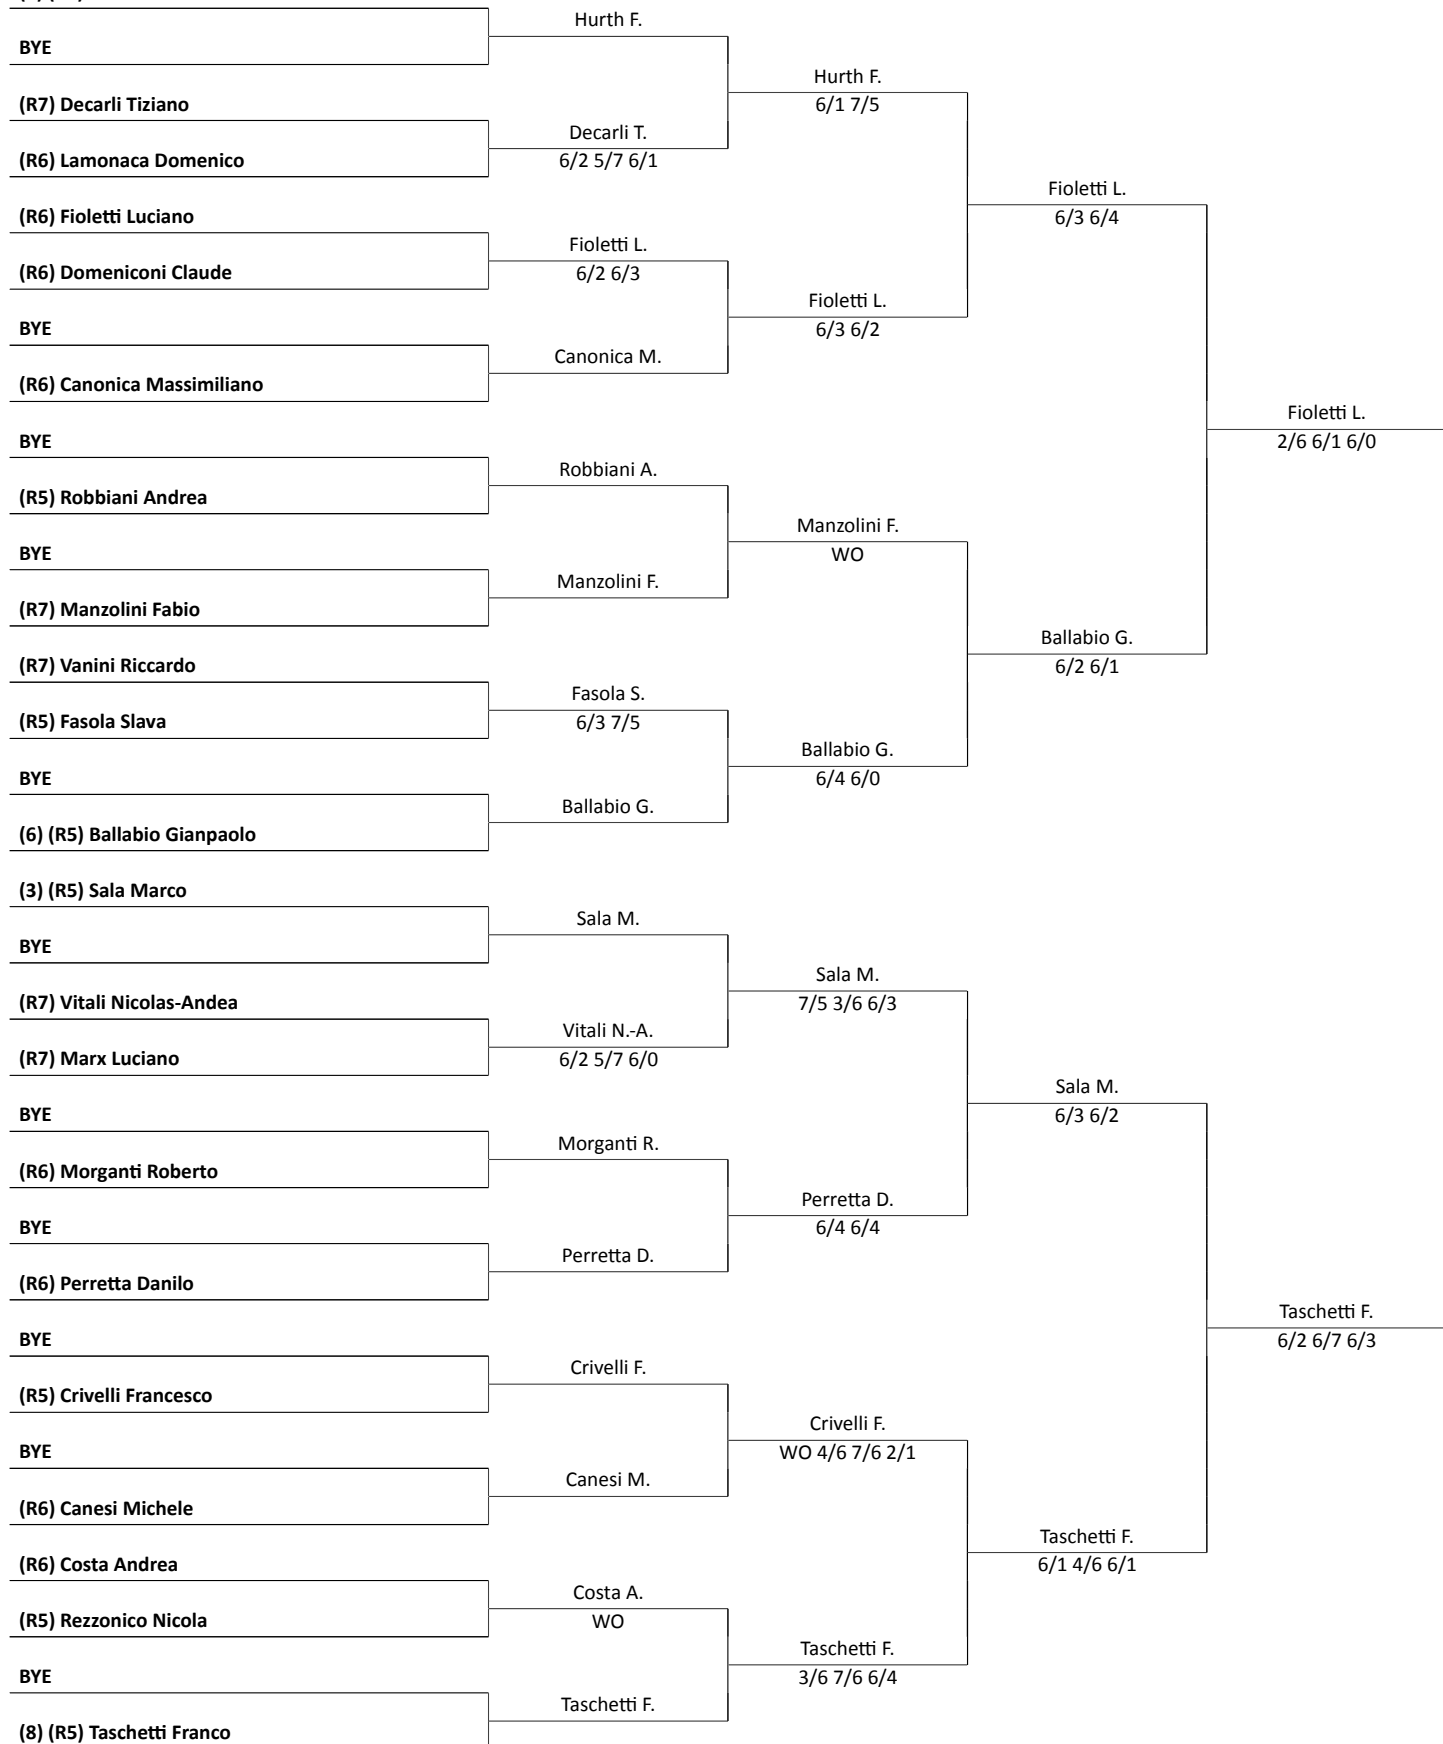 BYE
(R7) Decarli Tiziano
(R6) Lamonaca Domenico
(R6) Fioletti Luciano
(R6) Domeniconi Claude
BYE
(R6) Canonica Massimiliano
BYE
(R5) Robbiani Andrea
BYE
(R7) Manzolini Fabio
(R7) Vanini Riccardo
(R5) Fasola Slava
BYE
(6) (R5) Ballabio Gianpaolo
(3) (R5) Sala Marco
BYE
(R7) Vitali Nicolas-Andea
(R7) Marx Luciano
BYE
(R6) Morganti Roberto
BYE
(R6) Perretta Danilo
BYE
(R5) Crivelli Francesco
BYE
(R6) Canesi Michele
(R6) Costa Andrea
(R5) Rezzonico Nicola
BYE
(8) (R5) Taschetti Franco
Hurth F.
Decarli T.
6/2 5/7 6/1
Fioletti L.
6/2 6/3
Canonica M.
Robbiani A.
Manzolini F.
Fasola S.
6/3 7/5
Ballabio G.
Sala M.
Vitali N.-A.
6/2 5/7 6/0
Morganti R.
Perretta D.
Crivelli F.
Canesi M.
Costa A.
WO
Taschetti F.
Hurth F.
6/1 7/5
Fioletti L.
6/3 6/2
Manzolini F.
WO
Ballabio G.
6/4 6/0
Sala M.
7/5 3/6 6/3
Perretta D.
6/4 6/4
Crivelli F.
WO 4/6 7/6 2/1
Taschetti F.
3/6 7/6 6/4
Fioletti L.
6/3 6/4
Ballabio G.
6/2 6/1
Sala M.
6/3 6/2
Taschetti F.
6/1 4/6 6/1
Fioletti L.
2/6 6/1 6/0
Taschetti F.
6/2 6/7 6/3